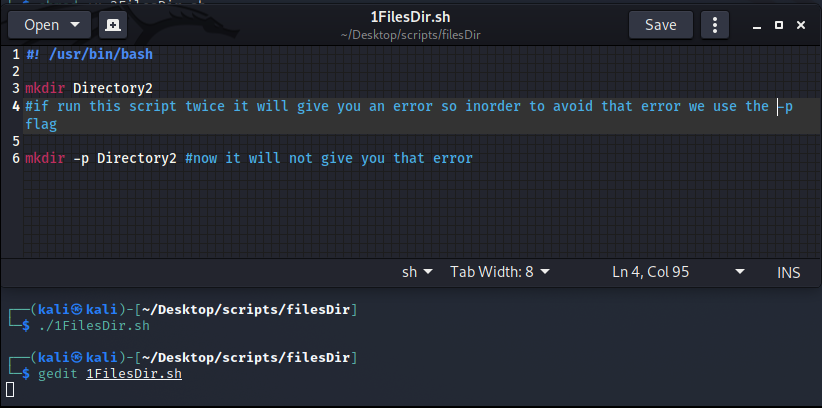 Open
1FilesDir.sh
~/Desktop/scripts/filesDir
Save
1 #! /usr/bin/bash
2
3 mkdir Directory2
4 #if run this script twice it will give you an error so inorder to avoid that error we use the -p
flag
5
6 mkdir -p Directory2 #now it will not give you that error
sh Tab Width: 8 Ln 4, Col 95 INS
┌──(kali㉿kali)-[~/Desktop/scripts/filesDir]
└─$ ./1FilesDir.sh
┌──(kali㉿kali)-[~/Desktop/scripts/filesDir]
└─$ gedit 1FilesDir.sh